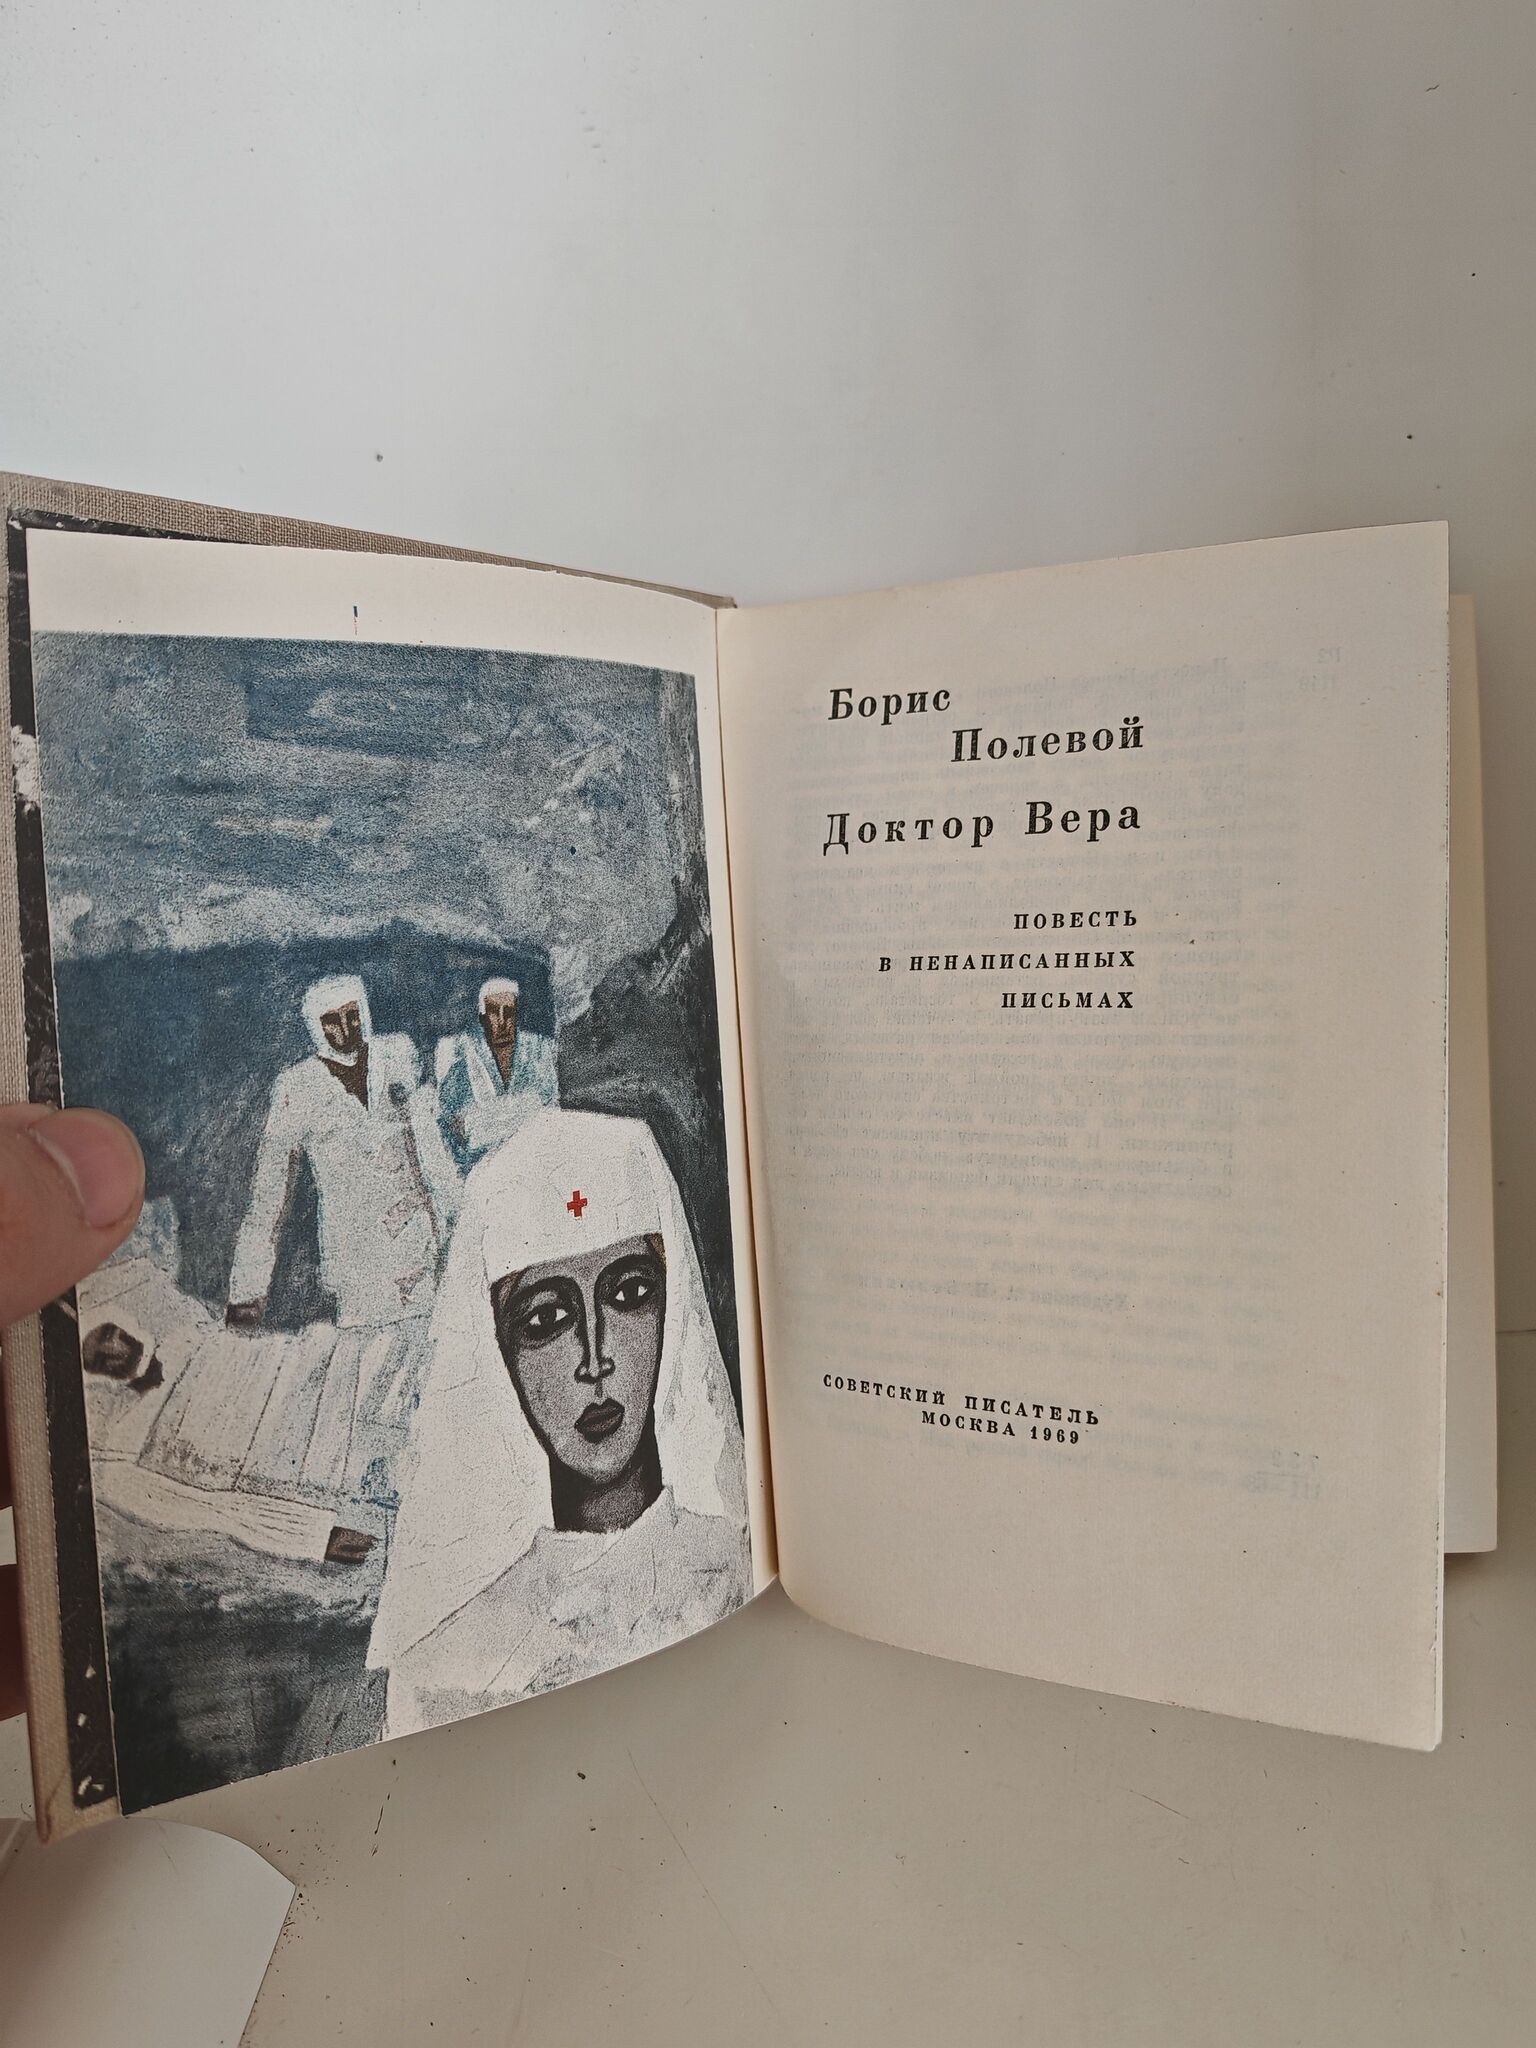 Борис
Полевой
Доктор Вера
ПОВЕСТЬ
В НЕНАПИСАННЫХ
ПИСЬМАХ
СОВЕТСКИЙ ПИСАТЕЛЬ
МОСКВА 1969